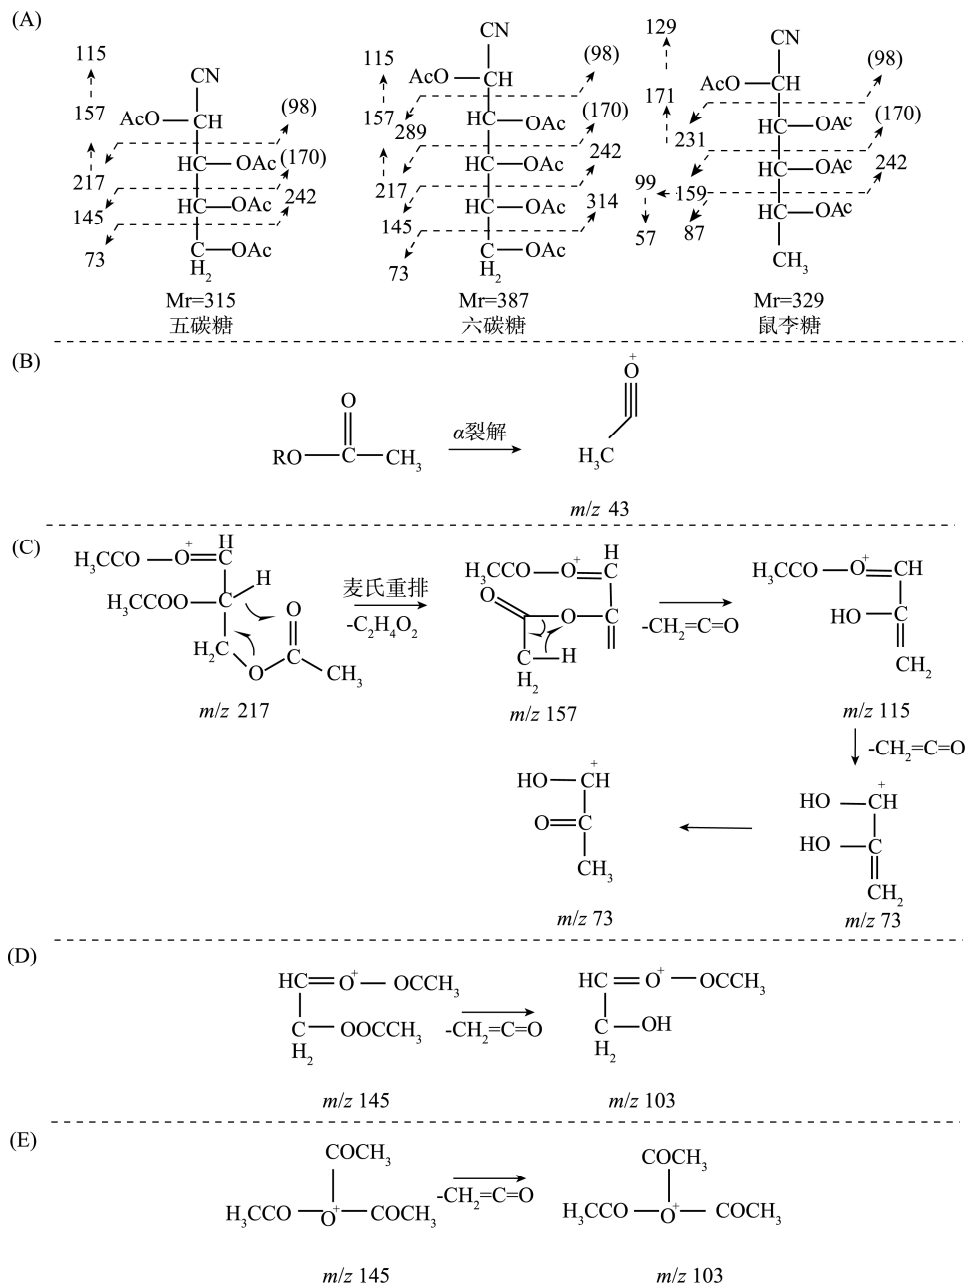 (A)
CN
AcO CH
HC OAc
HC OAc
C OAc
H2
115
157
217
145
73
(98)
(170)
242
Mr=315
五碳糖
CN
AcO CH
HC OAc
HC OAc
HC OAc
C OAc
H2
115
157
289
217
145
73
(98)
(170)
242
314
Mr=387
六碳糖
CN
AcO CH
HC OAc
HC OAc
HC OAc
CH3
129
171
231
99 159
57 87
(98)
(170)
242
Mr=329
鼠李糖
(B)
O
RO C CH3
α裂解
O+
H3C
m/z 43
(C)
H3CCO O+ CH
H3CCOO C H
H2C O C O CH3
m/z 217
麦氏重排
-C2H4O2
H3CCO O+ CH
O O
C H
H2
m/z 157
-CH2=C=O
H3CCO O+ CH
HO C
CH2
m/z 115
-CH2=C=O
HO CH+
HO C
CH2
m/z 73
HO CH+
O=C
CH3
m/z 73
(D)
HC=O+ OCCH3
C OOCCH3
H2
m/z 145
-CH2=C=O
HC=O+ OCCH3
C OH
H2
m/z 103
(E)
COCH3
H3CCO O+ COCH3
m/z 145
-CH2=C=O
COCH3
H3CCO O+ COCH3
m/z 103